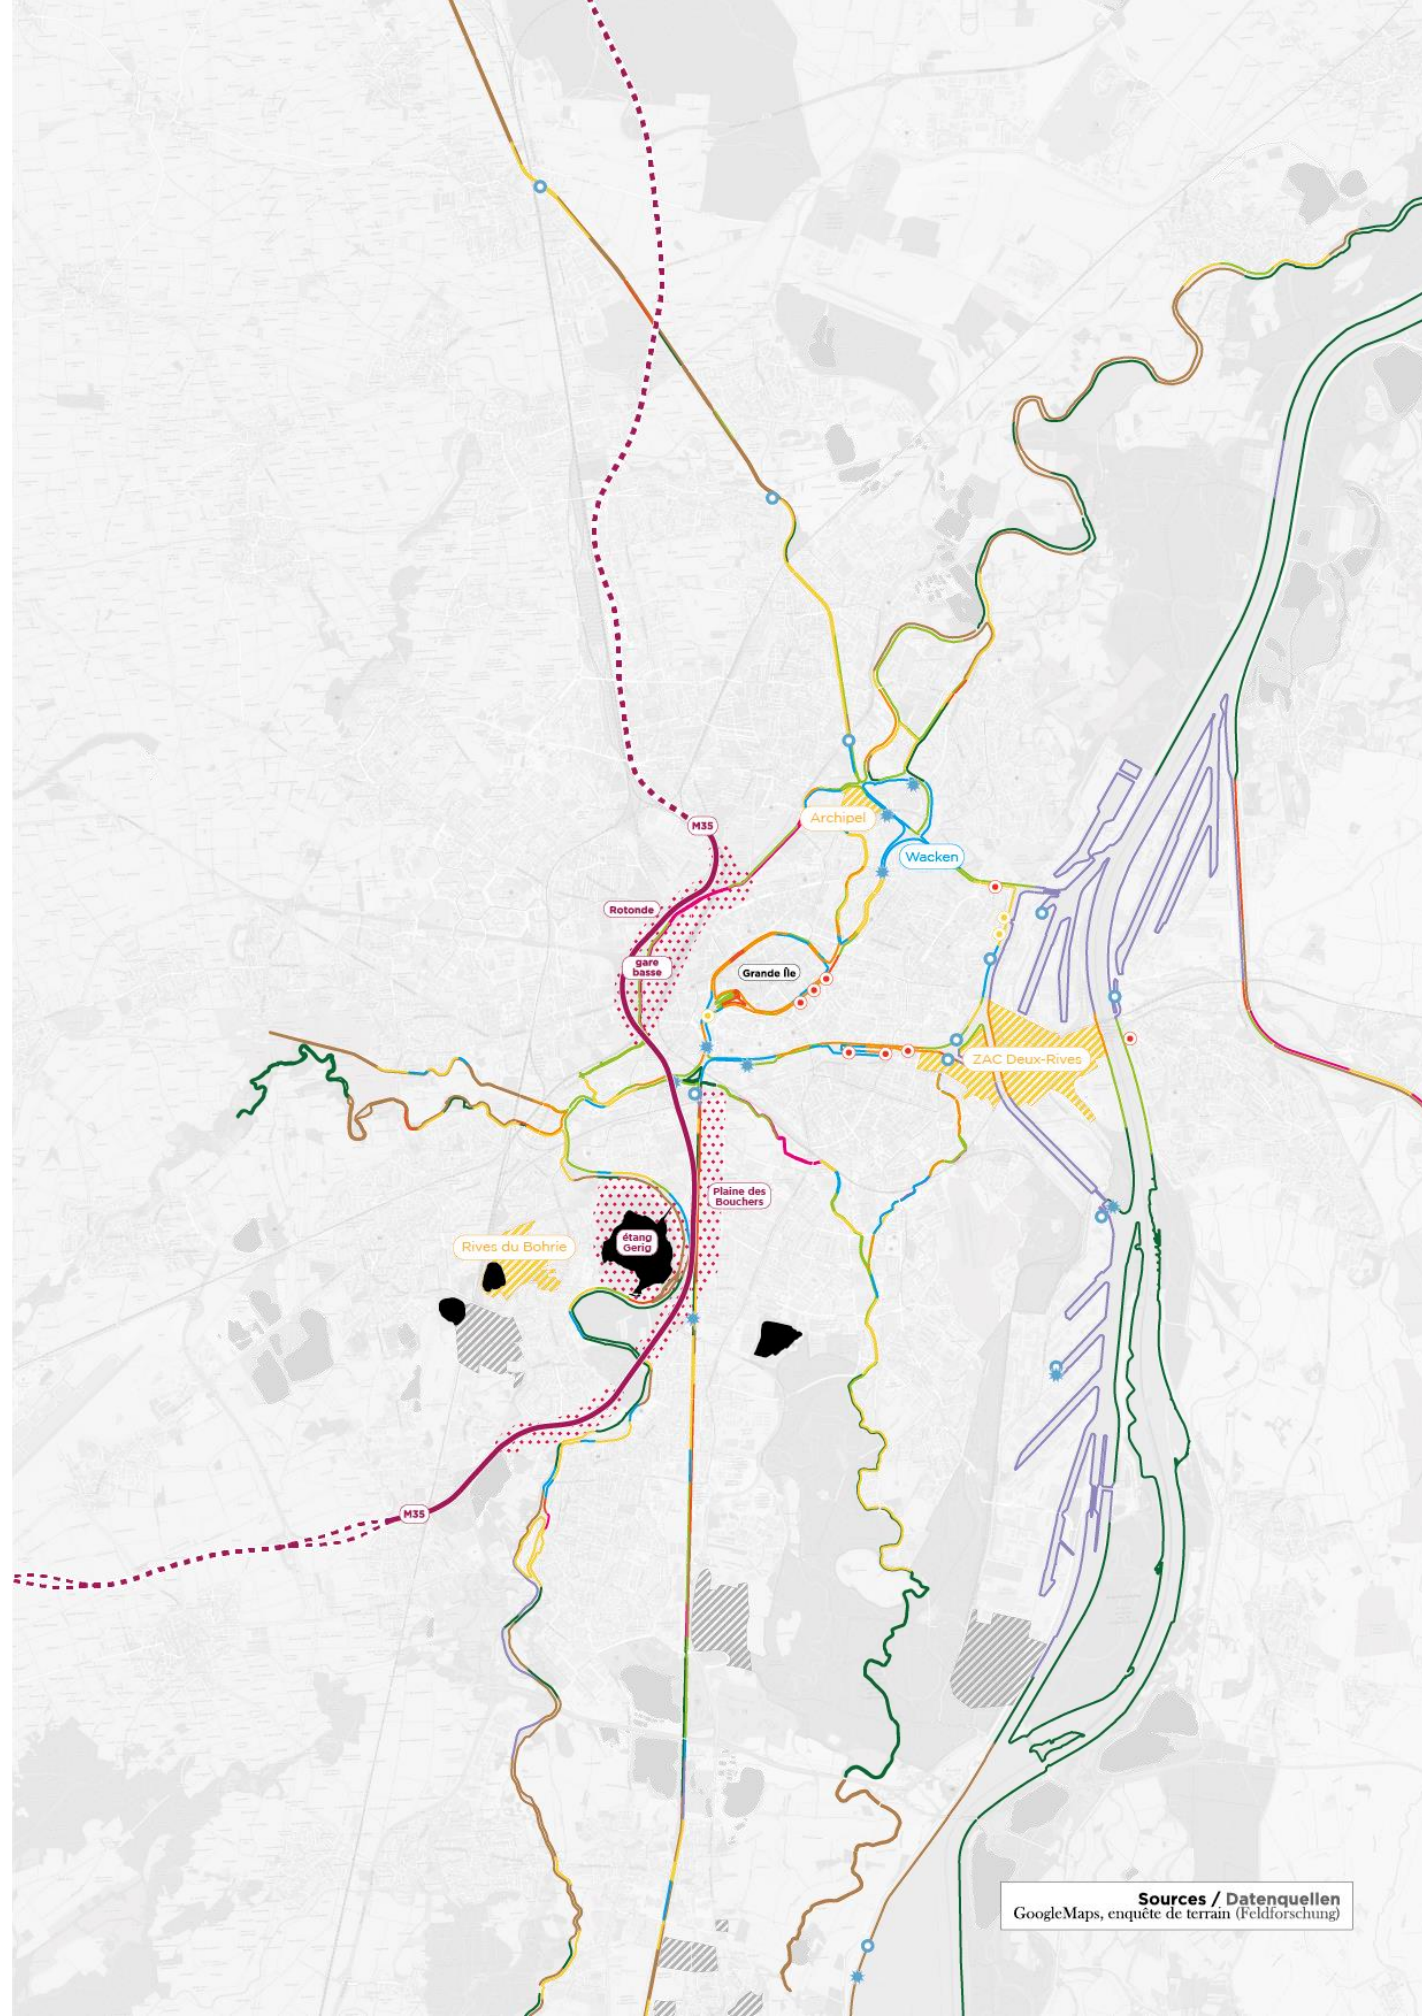 M35
Archipel
Wacken
Rotonde
gare
basse
Grande Île
ZAC Deux-Rives
Plaine des
Bouchers
étang
Gerig
Rives du Bohrie
M35
Sources / Datenquellen
GoogleMaps, enquête de terrain (Feldforschung)